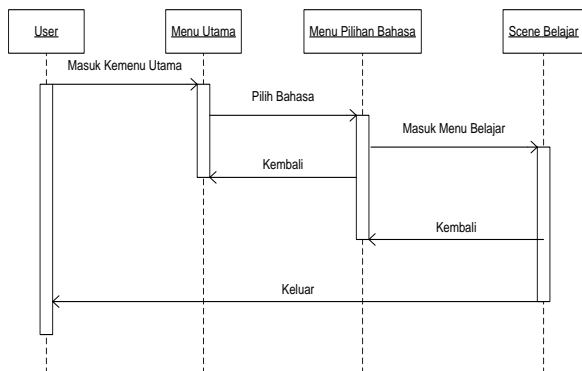 User
Menu Utama
Menu Pilihan Bahasa
Scene Belajar
Masuk Kemenu Utama
Pilih Bahasa
Masuk Menu Belajar
Kembali
Kembali
Keluar